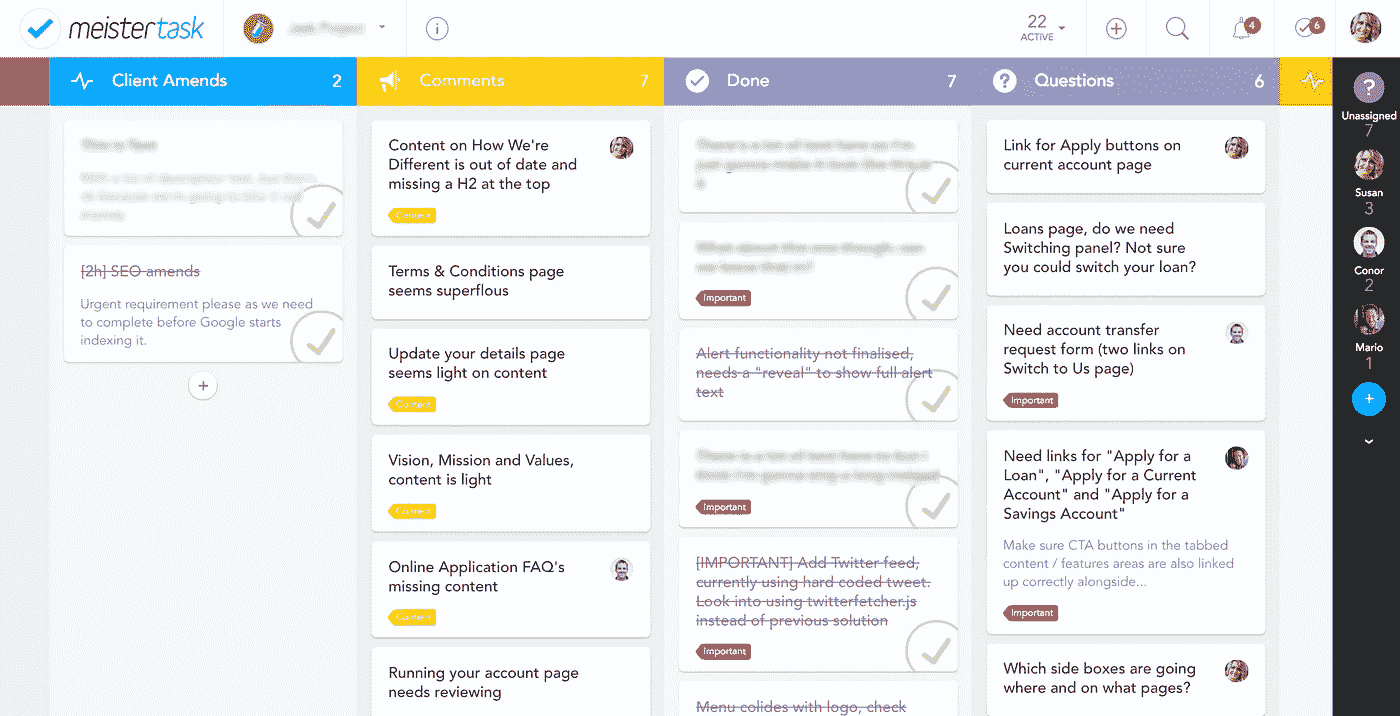 meistertask
22
ACTIVE
4
6
Client Amends 2
[2h] SEO amends
Urgent requirement please as we need
to complete before Google starts
indexing it.
Comments 7
Content on How We're
Different is out of date and
missing a H2 at the top
Content
Terms & Conditions page
seems superflous
Update your details page
seems light on content
Content
Vision, Mission and Values,
content is light
Content
Online Application FAQ's
missing content
Content
Running your account page
needs reviewing
Done 7
Important
Alert functionality not finalised,
needs a "reveal" to show full alert
text
Important
[IMPORTANT] Add Twitter feed,
currently using hard coded tweet.
Look into using twitterfetcher.js
instead of previous solution
Important
Menu colides with logo, check
Questions 6
Link for Apply buttons on
current account page
Loans page, do we need
Switching panel? Not sure
you could switch your loan?
Need account transfer
request form (two links on
Switch to Us page)
Important
Need links for "Apply for a
Loan", "Apply for a Current
Account" and "Apply for a
Savings Account"
Make sure CTA buttons in the tabbed
content / features areas are also linked
up correctly alongside...
Important
Which side boxes are going
where and on what pages?
Unassigned
7
Susan
3
Conor
2
Mario
1